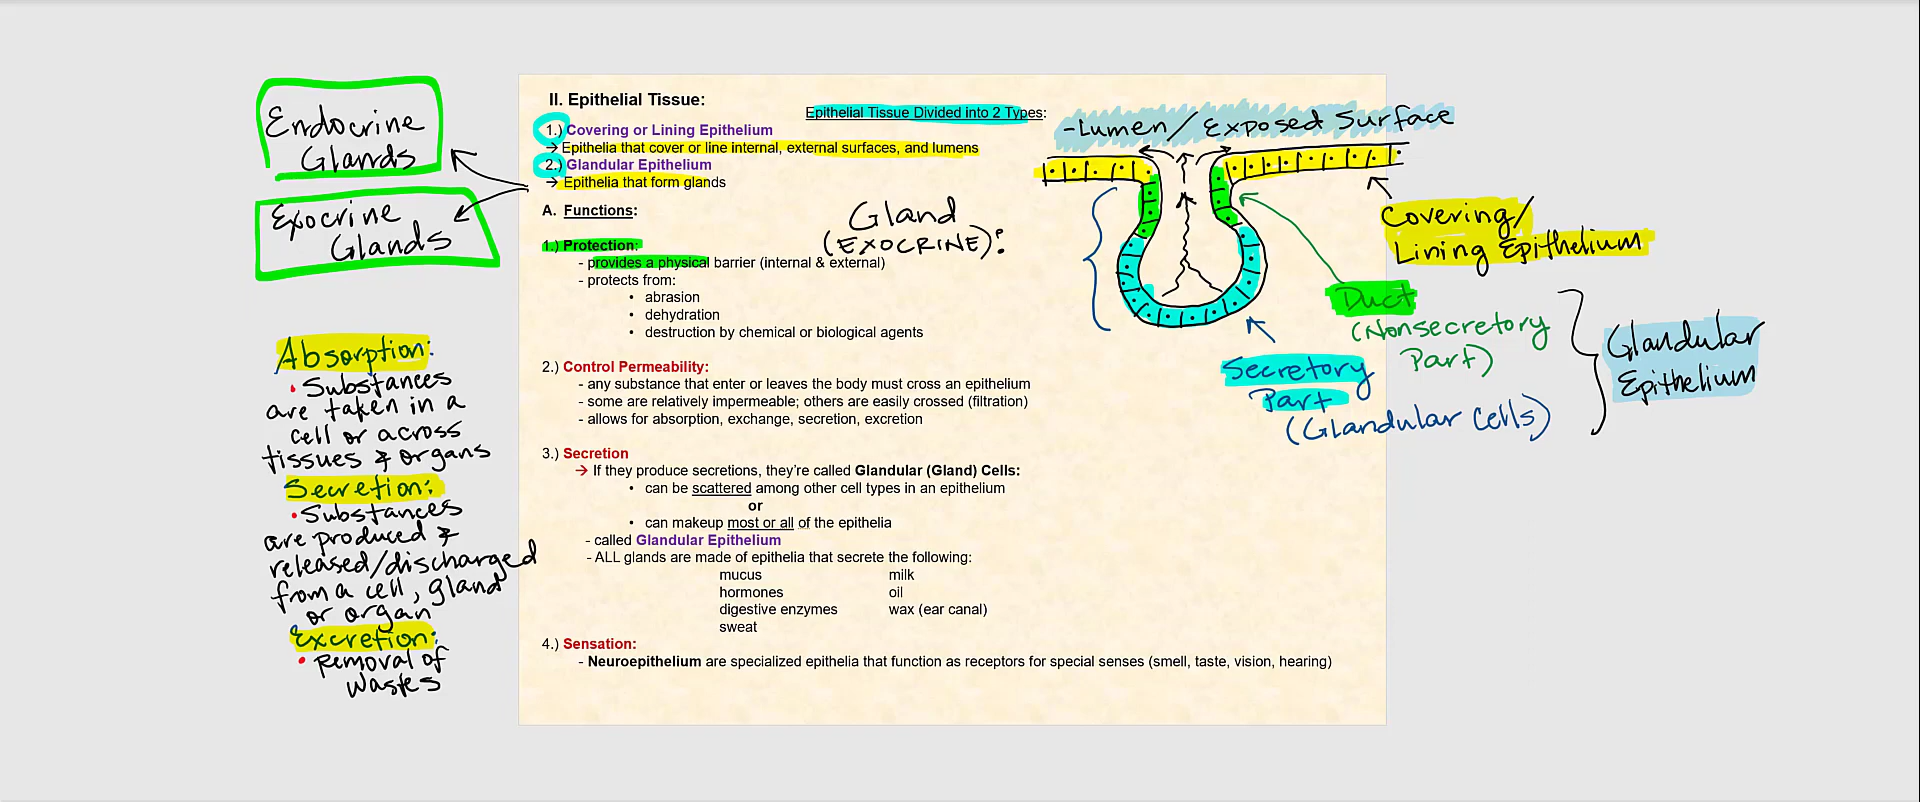 Endocrine
Glands
Exocrine
Glands
Absorption:
• Substances
are taken in a
cell or across
tissues & organs
Secretion:
• Substances
are produced &
released/discharged
from a cell, gland
or organ
Excretion:
• Removal of
wastes
II. Epithelial Tissue:
Epithelial Tissue Divided into 2 Types:
1.) Covering or Lining Epithelium
→ Epithelia that cover or line internal, external surfaces, and lumens
2.) Glandular Epithelium
→ Epithelia that form glands
A. Functions:
1.) Protection:
- provides a physical barrier (internal & external)
- protects from:
• abrasion
• dehydration
• destruction by chemical or biological agents
2.) Control Permeability:
- any substance that enter or leaves the body must cross an epithelium
- some are relatively impermeable; others are easily crossed (filtration)
- allows for absorption, exchange, secretion, excretion
3.) Secretion
→ If they produce secretions, they're called Glandular (Gland) Cells:
• can be scattered among other cell types in an epithelium
or
• can makeup most or all of the epithelia
- called Glandular Epithelium
- ALL glands are made of epithelia that secrete the following:
mucus milk
hormones oil
digestive enzymes wax (ear canal)
sweat
4.) Sensation:
- Neuroepithelium are specialized epithelia that function as receptors for special senses (smell, taste, vision, hearing)
Gland
(EXOCRINE):
-Lumen/Exposed Surface
Covering/
Lining Epithelium
Duct
(Nonsecretory
Part)
Secretory
Part
(Glandular Cells)
Glandular
Epithelium